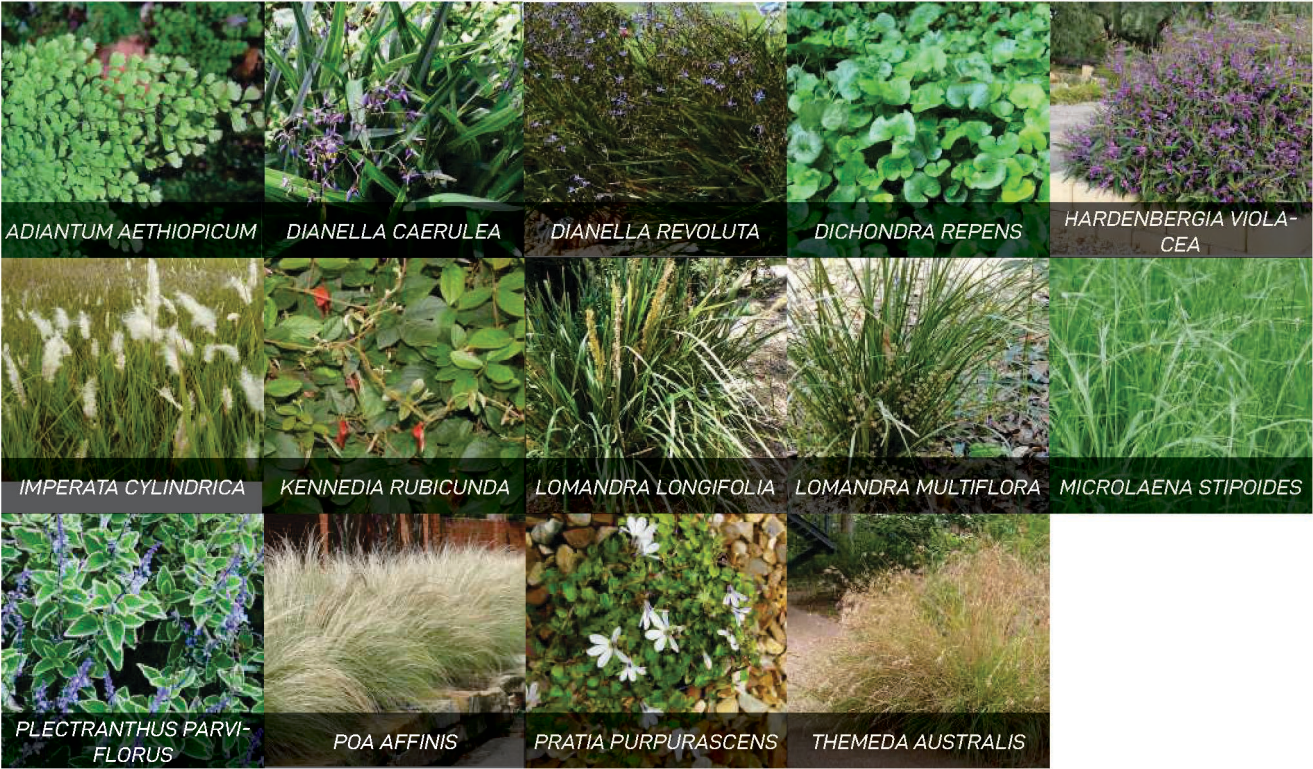 ADIANTUM AETHIOPICUM
DIANELLA CAERULEA
DIANELLA REVOLUTA
DICHONDRA REPENS
HARDENBERGIA VIOLA-
CEA
IMPERATA CYLINDRICA
KENNEDIA RUBICUNDA
LOMANDRA LONGIFOLIA
LOMANDRA MULTIFLORA
MICROLAENA STIPOIDES
PLECTRANTHUS PARVI-
FLORUS
POA AFFINIS
PRATIA PURPURASCENS
THEMEDA AUSTRALIS